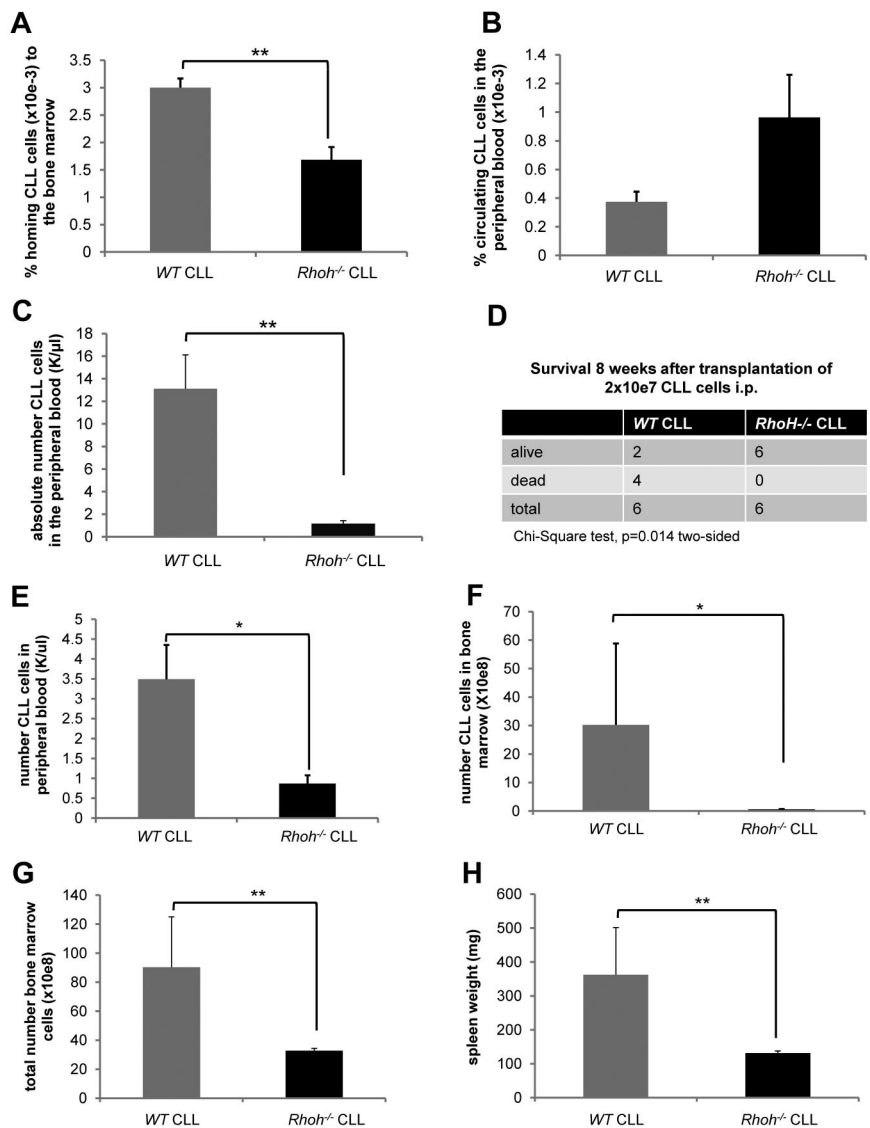 A
% homing CLL cells (x10e-3) to
the bone marrow
3.5
3
2.5
2
1.5
1
0.5
0
**
WT CLL
Rhoh-/- CLL
B
% circulating CLL cells in the
peripheral blood (x10e-3)
1.4
1.2
1
0.8
0.6
0.4
0.2
0
WT CLL
Rhoh-/- CLL
C
absolute number CLL cells
in the peripheral blood (K/µl)
18
16
14
12
10
8
6
4
2
0
**
WT CLL
Rhoh-/- CLL
D
Survival 8 weeks after transplantation of
2x10e7 CLL cells i.p.
WT CLL RhoH-/- CLL
alive 2 6
dead 4 0
total 6 6
Chi-Square test, p=0.014 two-sided
E
number CLL cells in
peripheral blood (K/ul)
5
4.5
4
3.5
3
2.5
2
1.5
1
0.5
0
*
WT CLL
Rhoh-/- CLL
F
number CLL cells in bone
marrow (X10e8)
70
60
50
40
30
20
10
0
*
WT CLL
Rhoh-/- CLL
G
total number bone marrow
cells (x10e8)
140
120
100
80
60
40
20
0
**
WT CLL
Rhoh-/- CLL
H
spleen weight (mg)
600
500
400
300
200
100
0
**
WT CLL
Rhoh-/- CLL